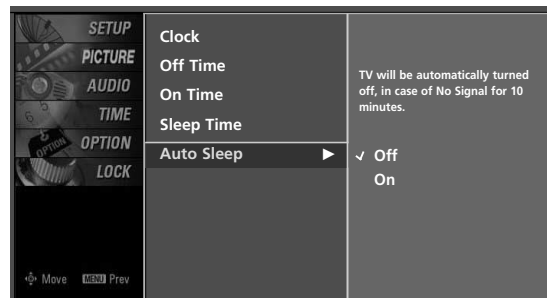 SETUP
PICTURE
AUDIO
TIME
OPTION
OPTION
LOCK
Move MENU Prev
Clock
Off Time
On Time
Sleep Time
Auto Sleep
TV will be automatically turned
off, in case of No Signal for 10
minutes.
Off
On